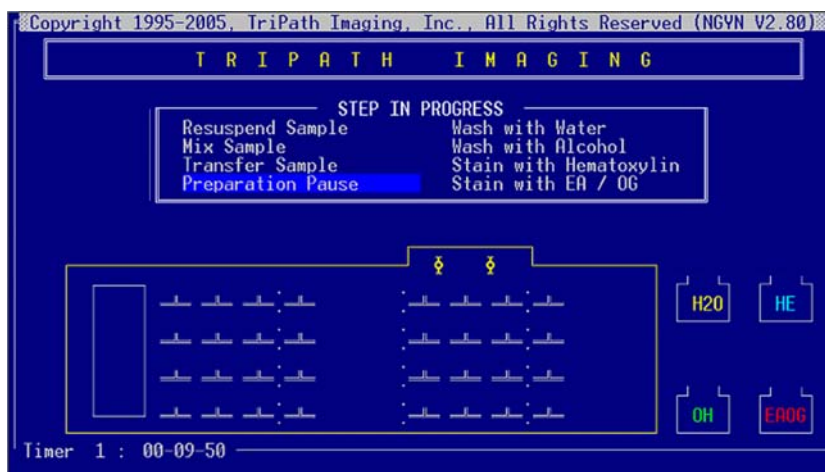 Copyright 1995-2005, TriPath Imaging, Inc., All Rights Reserved (NGYN V2.80)
T R I P A T H I M A G I N G
STEP IN PROGRESS
Resuspend Sample Wash with Water
Mix Sample Wash with Alcohol
Transfer Sample Stain with Hematoxylin
Preparation Pause Stain with EA / OG
H2O HE
OH EAOG
Timer 1 : 00-09-50